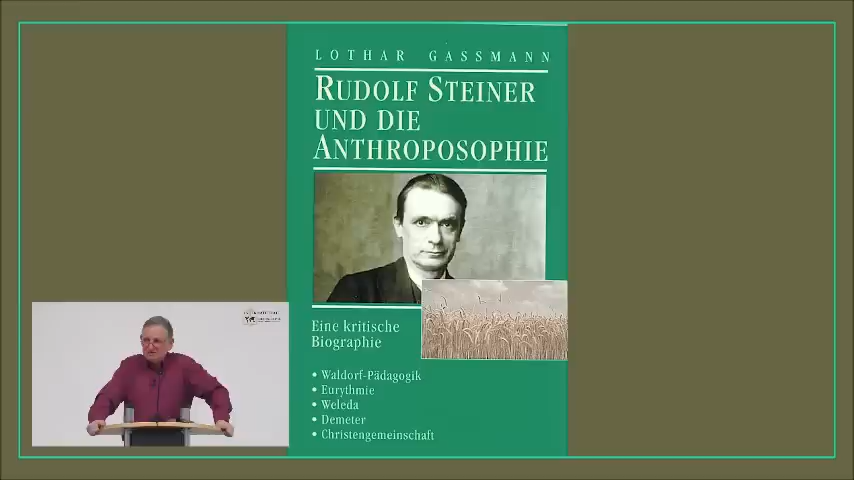 LOTHAR GASSMANN
RUDOLF STEINER
UND DIE
ANTHROPOSOPHIE
Eine kritische
Biographie
• Waldorf-Pädagogik
• Eurythmie
• Weleda
• Demeter
• Christengemeinschaft